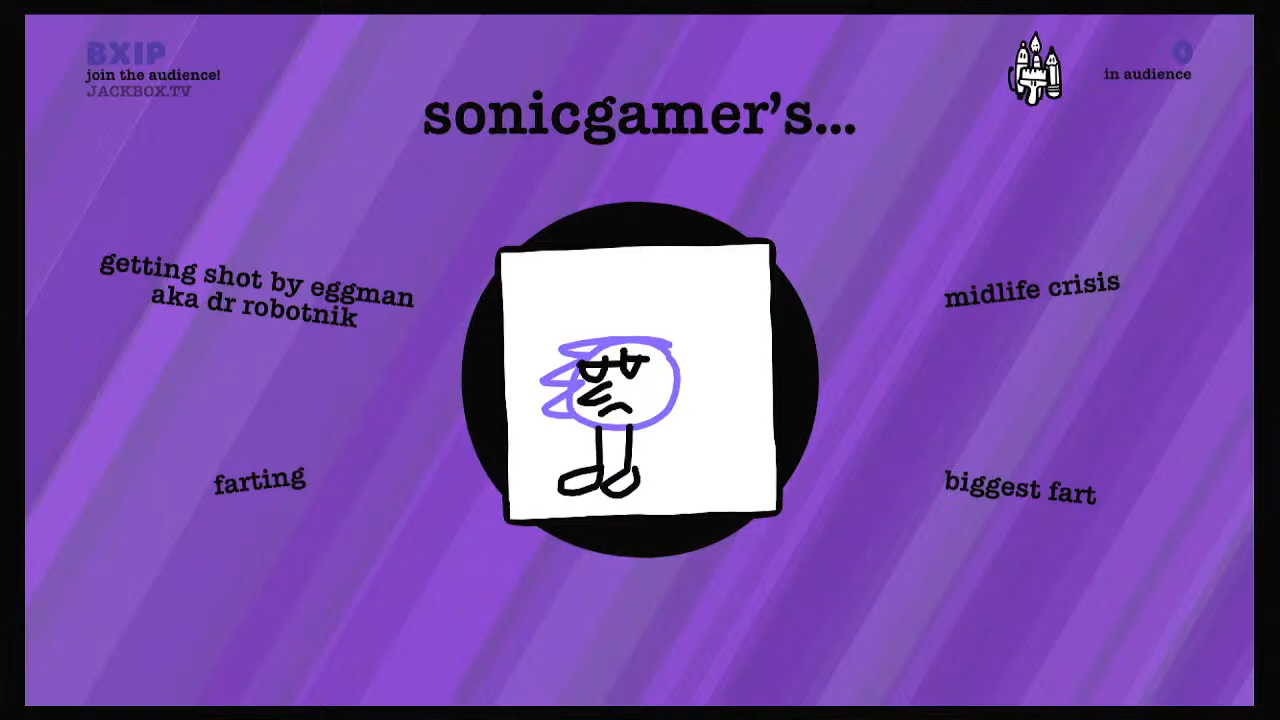 BXIP
join the audience!
JACKBOX.TV
0
in audience
sonicgamer's...
getting shot by eggman
aka dr robotnik
midlife crisis
farting
biggest fart